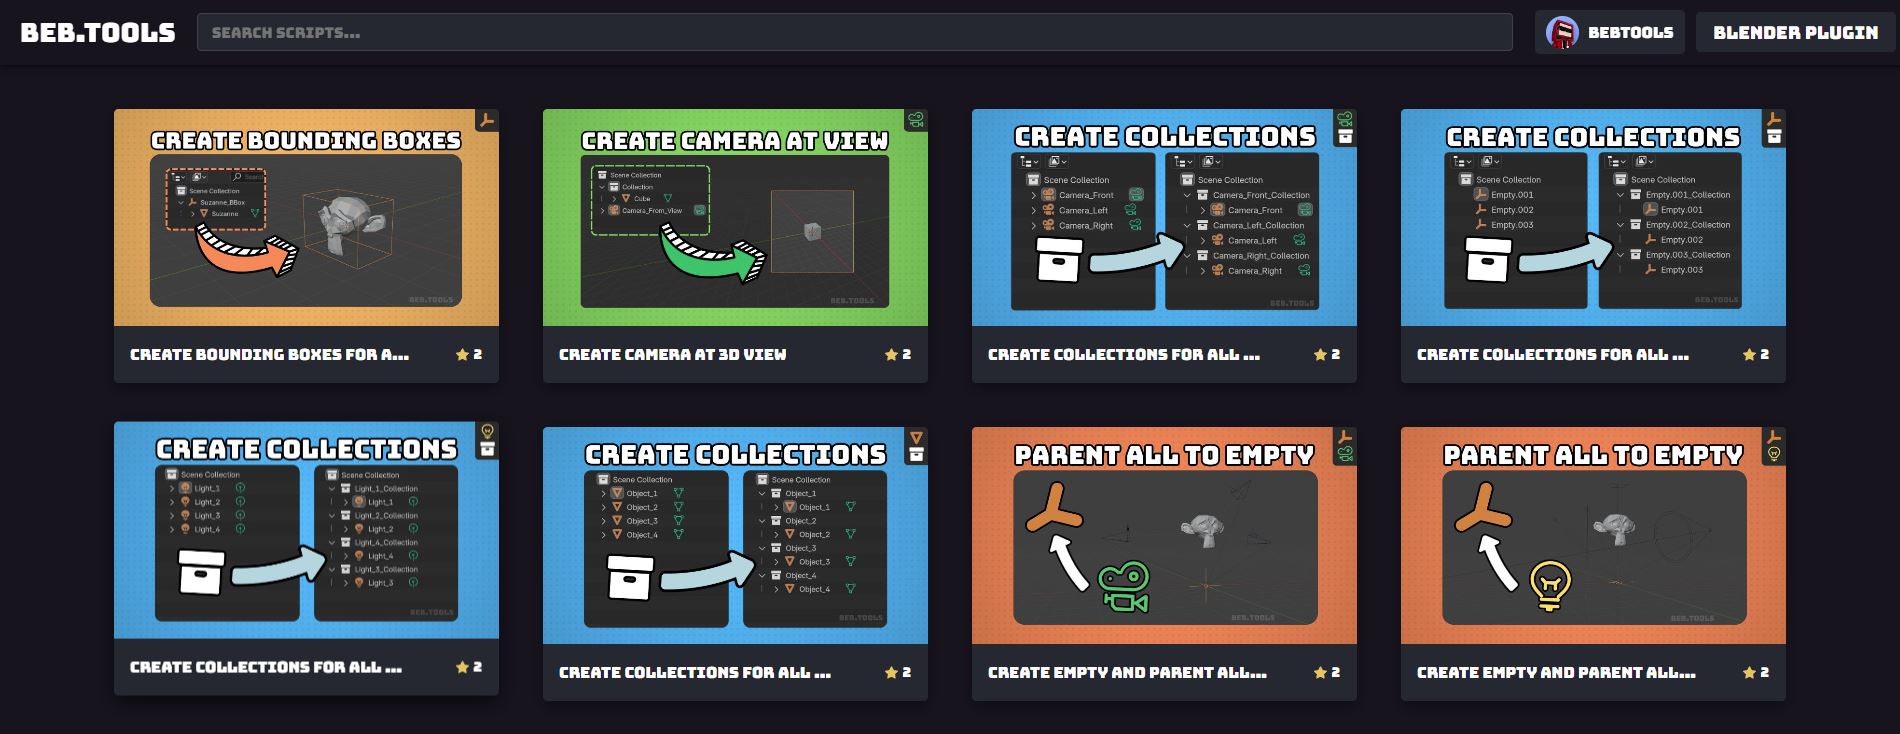 BEB.TOOLS
SEARCH SCRIPTS...
BEBTOOLS
BLENDER PLUGIN
CREATE BOUNDING BOXES
Search
Scene Collection
Suzanne_BBox
Suzanne
BEB.TOOLS
CREATE BOUNDING BOXES FOR A...
2
CREATE CAMERA AT VIEW
Scene Collection
Collection
Cube
Camera_From_View
BEB.TOOLS
CREATE CAMERA AT 3D VIEW
2
CREATE COLLECTIONS
Scene Collection
Camera_Front
Camera_Left
Camera_Right
Scene Collection
Camera_Front_Collection
Camera_Front
Camera_Left_Collection
Camera_Left
Camera_Right_Collection
Camera_Right
BEB.TOOLS
CREATE COLLECTIONS FOR ALL ...
2
CREATE COLLECTIONS
Scene Collection
Empty.001
Empty.002
Empty.003
Scene Collection
Empty.001_Collection
Empty.001
Empty.002_Collection
Empty.002
Empty.003_Collection
Empty.003
BEB.TOOLS
CREATE COLLECTIONS FOR ALL ...
2
CREATE COLLECTIONS
Scene Collection
Light_1
Light_2
Light_3
Light_4
Scene Collection
Light_1_Collection
Light_1
Light_2_Collection
Light_2
Light_4_Collection
Light_4
Light_3_Collection
Light_3
BEB.TOOLS
CREATE COLLECTIONS FOR ALL ...
2
CREATE COLLECTIONS
Scene Collection
Object_1
Object_2
Object_3
Object_4
Scene Collection
Object_1
Object_1
Object_2
Object_2
Object_3
Object_3
Object_4
Object_4
BEB.TOOLS
CREATE COLLECTIONS FOR ALL ...
2
PARENT ALL TO EMPTY
BEB.TOOLS
CREATE EMPTY AND PARENT ALL...
2
PARENT ALL TO EMPTY
BEB.TOOLS
CREATE EMPTY AND PARENT ALL...
2